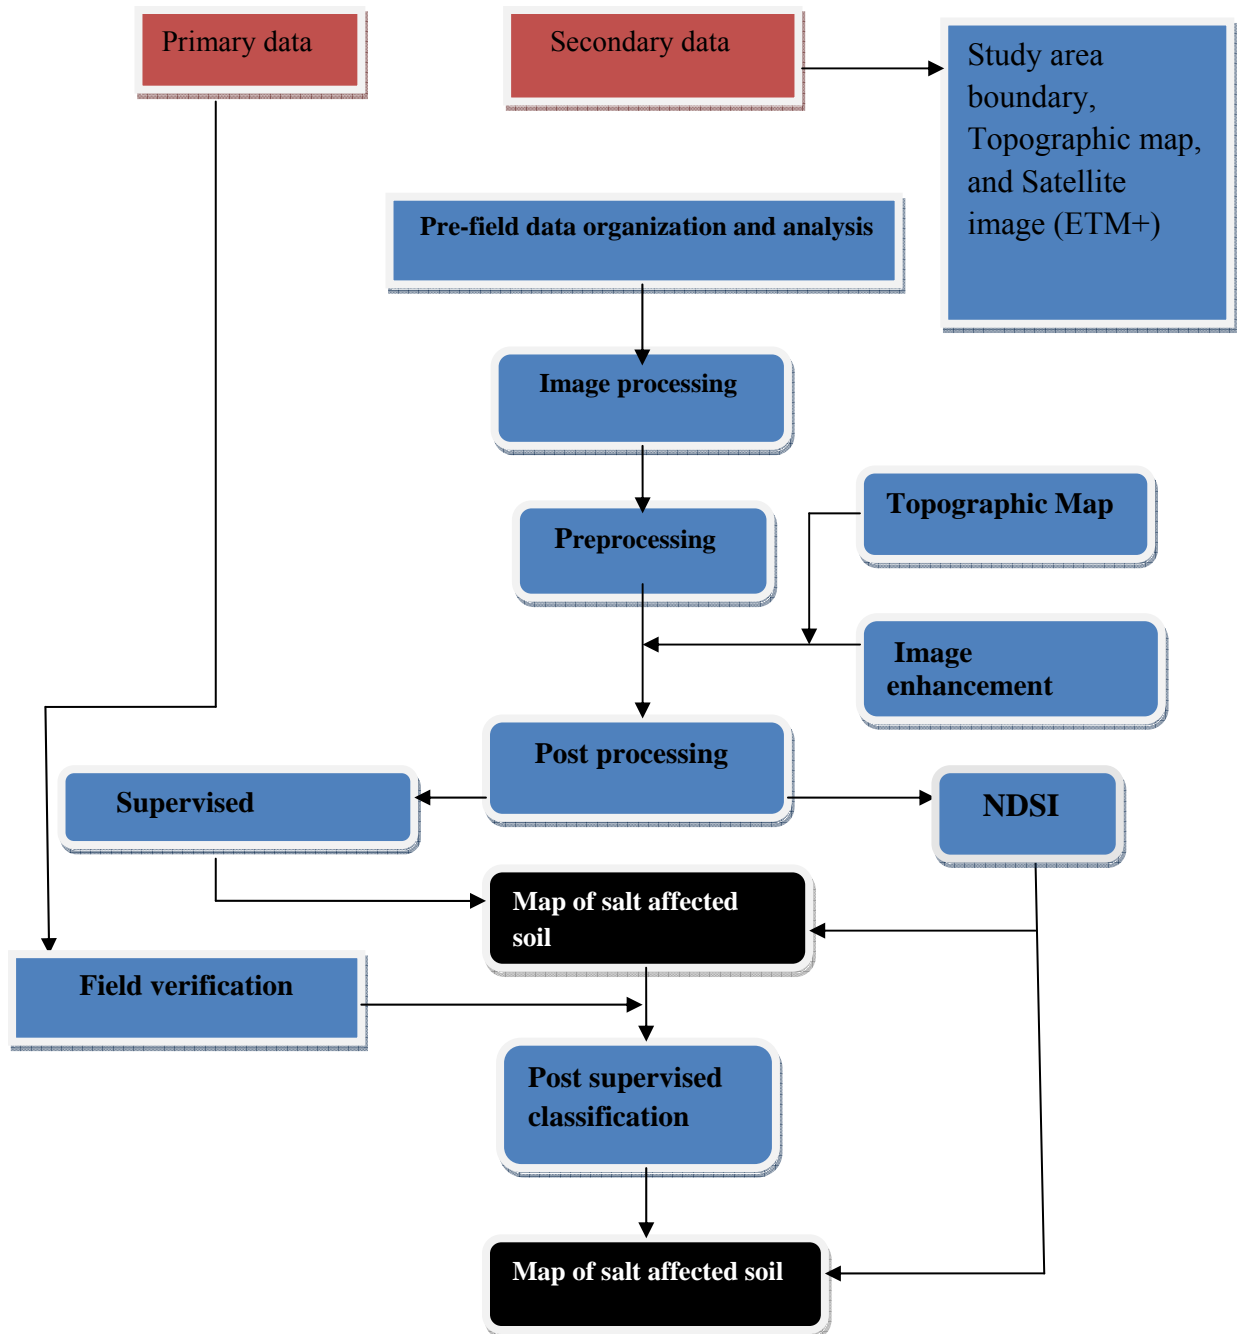 Primary data
Secondary data
Study area
boundary,
Topographic map,
and Satellite
image (ETM+)
Pre-field data organization and analysis
Image processing
Preprocessing
Topographic Map
Image
enhancement
Post processing
Supervised
NDSI
Map of salt affected
soil
Field verification
Post supervised
classification
Map of salt affected soil